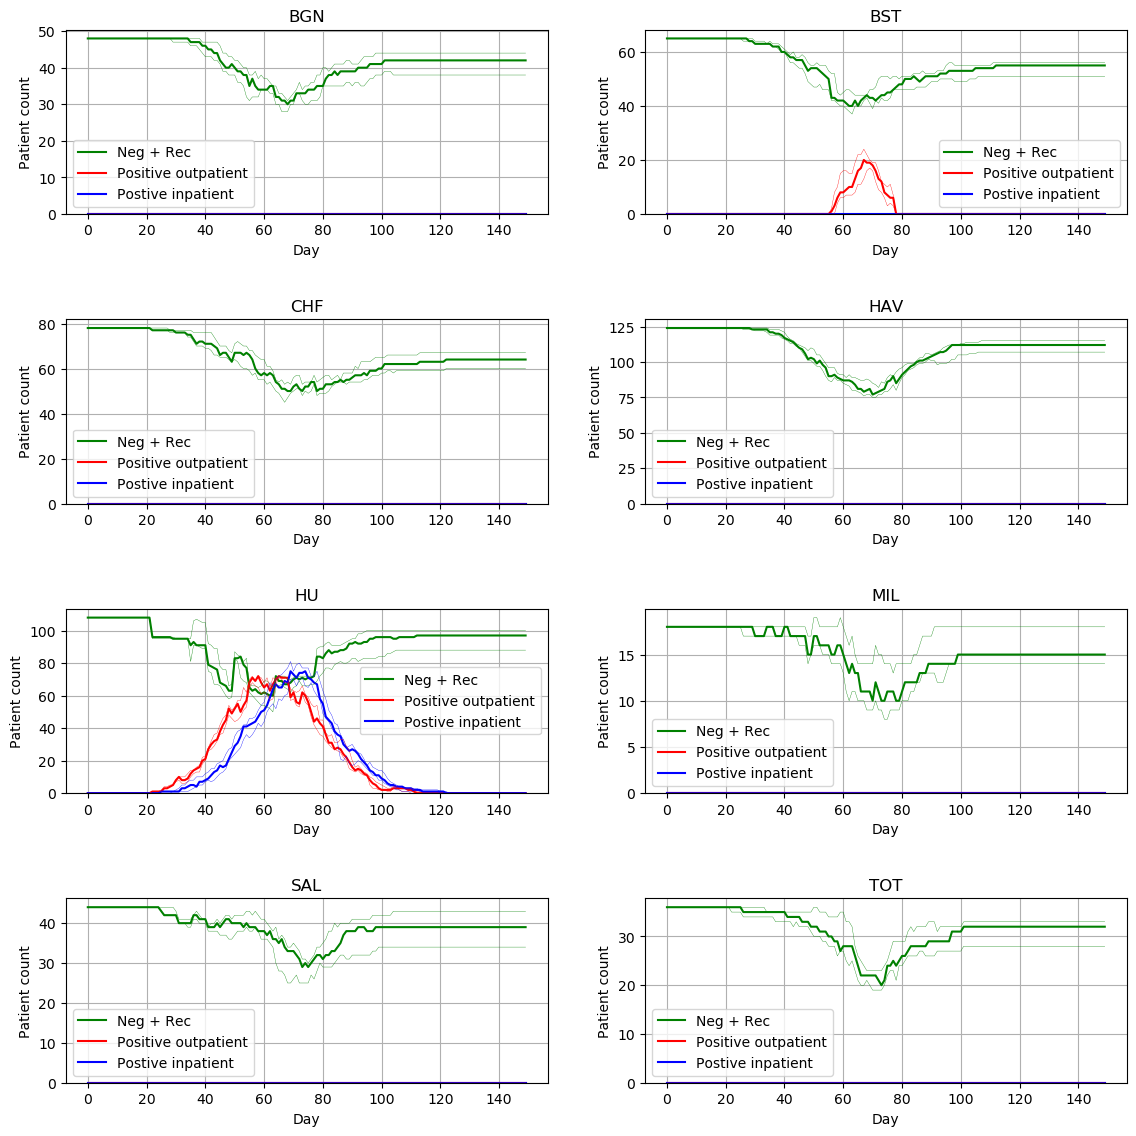 BGN
Patient count
50
40
30
20
10
0
Neg + Rec
Positive outpatient
Postive inpatient
0 20 40 60 80 100 120 140
Day
BST
Patient count
60
40
20
0
Neg + Rec
Positive outpatient
Postive inpatient
0 20 40 60 80 100 120 140
Day
CHF
Patient count
80
60
40
20
0
Neg + Rec
Positive outpatient
Postive inpatient
0 20 40 60 80 100 120 140
Day
HAV
Patient count
125
100
75
50
25
0
Neg + Rec
Positive outpatient
Postive inpatient
0 20 40 60 80 100 120 140
Day
HU
Patient count
100
80
60
40
20
0
Neg + Rec
Positive outpatient
Postive inpatient
0 20 40 60 80 100 120 140
Day
MIL
Patient count
15
10
5
0
Neg + Rec
Positive outpatient
Postive inpatient
0 20 40 60 80 100 120 140
Day
SAL
Patient count
40
30
20
10
0
Neg + Rec
Positive outpatient
Postive inpatient
0 20 40 60 80 100 120 140
Day
TOT
Patient count
30
20
10
0
Neg + Rec
Positive outpatient
Postive inpatient
0 20 40 60 80 100 120 140
Day